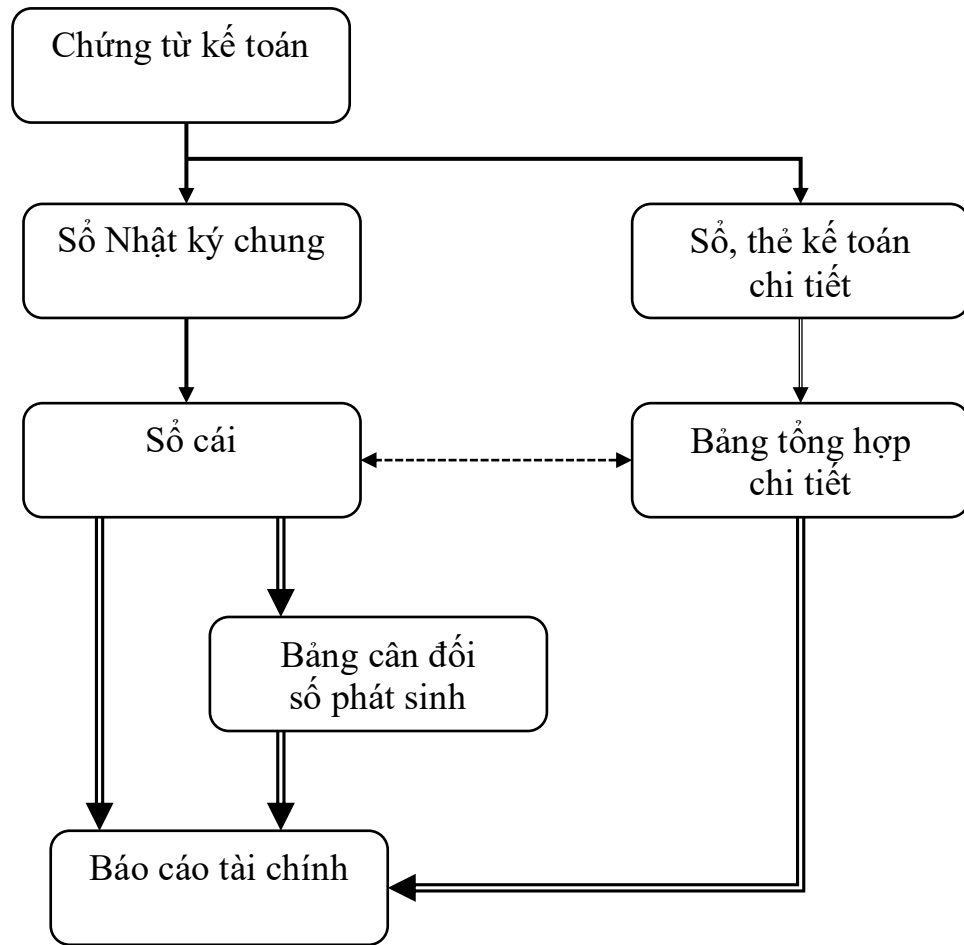 Chứng từ kế toán
Sổ Nhật ký chung
Sổ, thẻ kế toán
chi tiết
Sổ cái
Bảng tổng hợp
chi tiết
Bảng cân đối
số phát sinh
Báo cáo tài chính